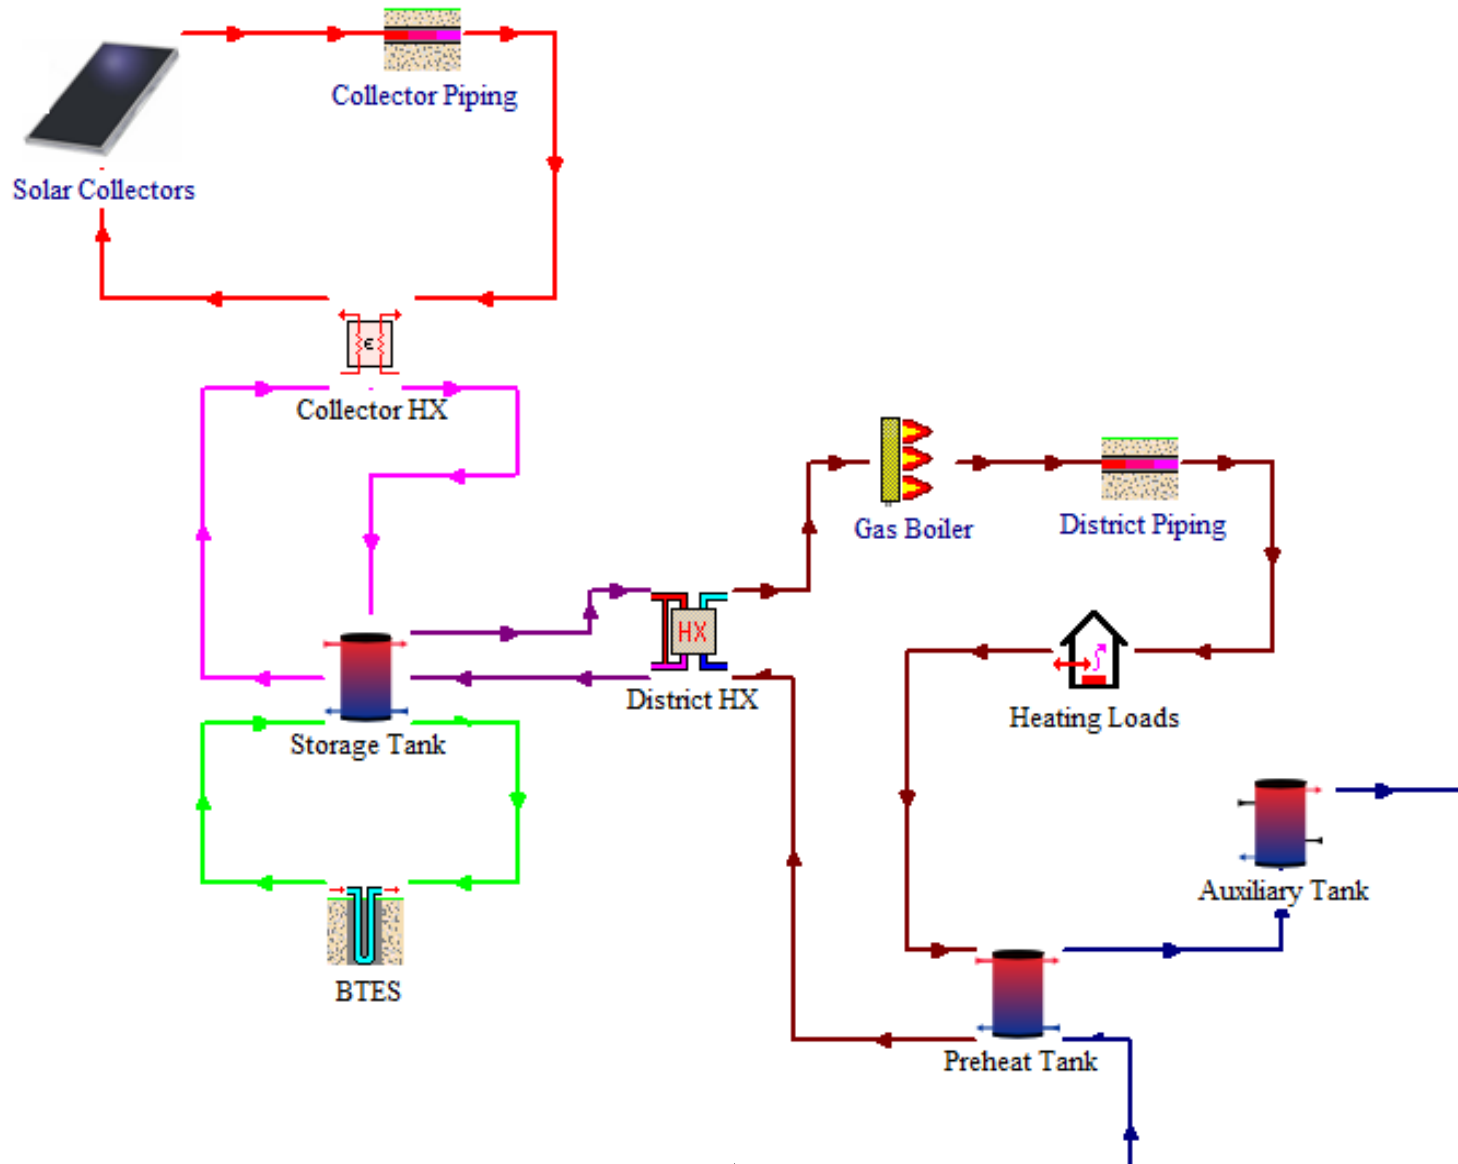 Collector Piping
Solar Collectors
ϵ
Collector HX
Gas Boiler
District Piping
HX
District HX
Heating Loads
Storage Tank
Auxiliary Tank
BTES
Preheat Tank